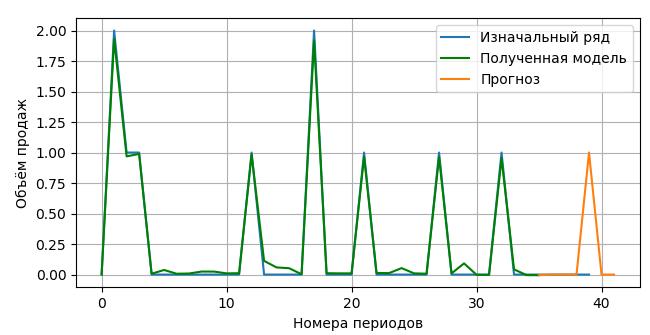 2.00
1.75
1.50
1.25
1.00
0.75
0.50
0.25
0.00
Объём продаж
Изначальный ряд
Полученная модель
Прогноз
0 10 20 30 40
Номера периодов